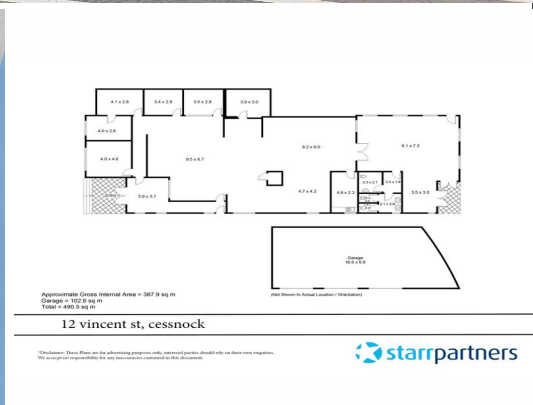 4.1 x 2.8
3.4 x 2.8
3.5 x 2.8
3.8 x 3.0
4.0 x 2.8
9.5 x 6.7
8.2 x 6.0
8.1 x 7.3
4.0 x 4.0
3.8 x 3.7
4.7 x 4.2
4.6 x 2.3
5.5 x 3.5
Garage
Approximate Gross Internal Area = 387.9 sq m
Garage = 102.6 sq m
Total = 490.5 sq m
(Not Shown In Actual Location / Orientation)
12 vincent st, cessnock
*Disclaimer: These Plans are for advertising purposes only, interested parties should rely on their own enquiries.
We accept no responsibility for any inaccuracies contained in this document.
starrpartners